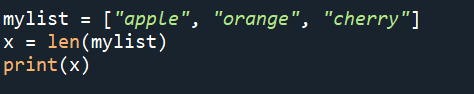 mylist = ["apple", "orange", "cherry"]
x = len(mylist)
print(x)